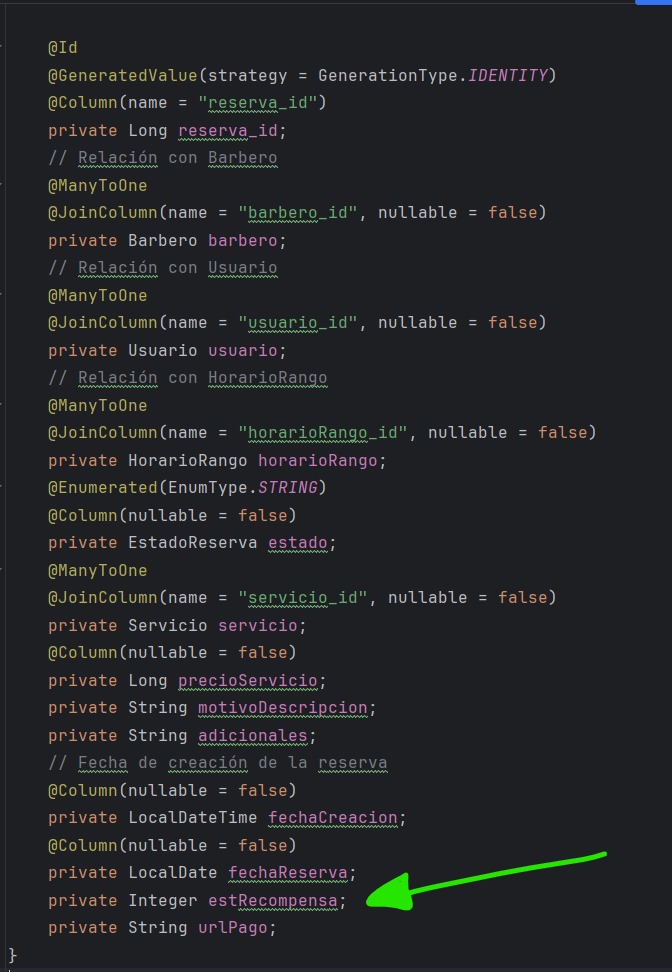 @Id
@GeneratedValue(strategy = GenerationType.IDENTITY)
@Column(name = "reserva_id")
private Long reserva_id;
// Relación con Barbero
@ManyToOne
@JoinColumn(name = "barbero_id", nullable = false)
private Barbero barbero;
// Relación con Usuario
@ManyToOne
@JoinColumn(name = "usuario_id", nullable = false)
private Usuario usuario;
// Relación con HorarioRango
@ManyToOne
@JoinColumn(name = "horarioRango_id", nullable = false)
private HorarioRango horarioRango;
@Enumerated(EnumType.STRING)
@Column(nullable = false)
private EstadoReserva estado;
@ManyToOne
@JoinColumn(name = "servicio_id", nullable = false)
private Servicio servicio;
@Column(nullable = false)
private Long precioServicio;
private String motivoDescripcion;
private String adicionales;
// Fecha de creación de la reserva
@Column(nullable = false)
private LocalDateTime fechaCreacion;
@Column(nullable = false)
private LocalDate fechaReserva;
private Integer estRecompensa;
private String urlPago;
}